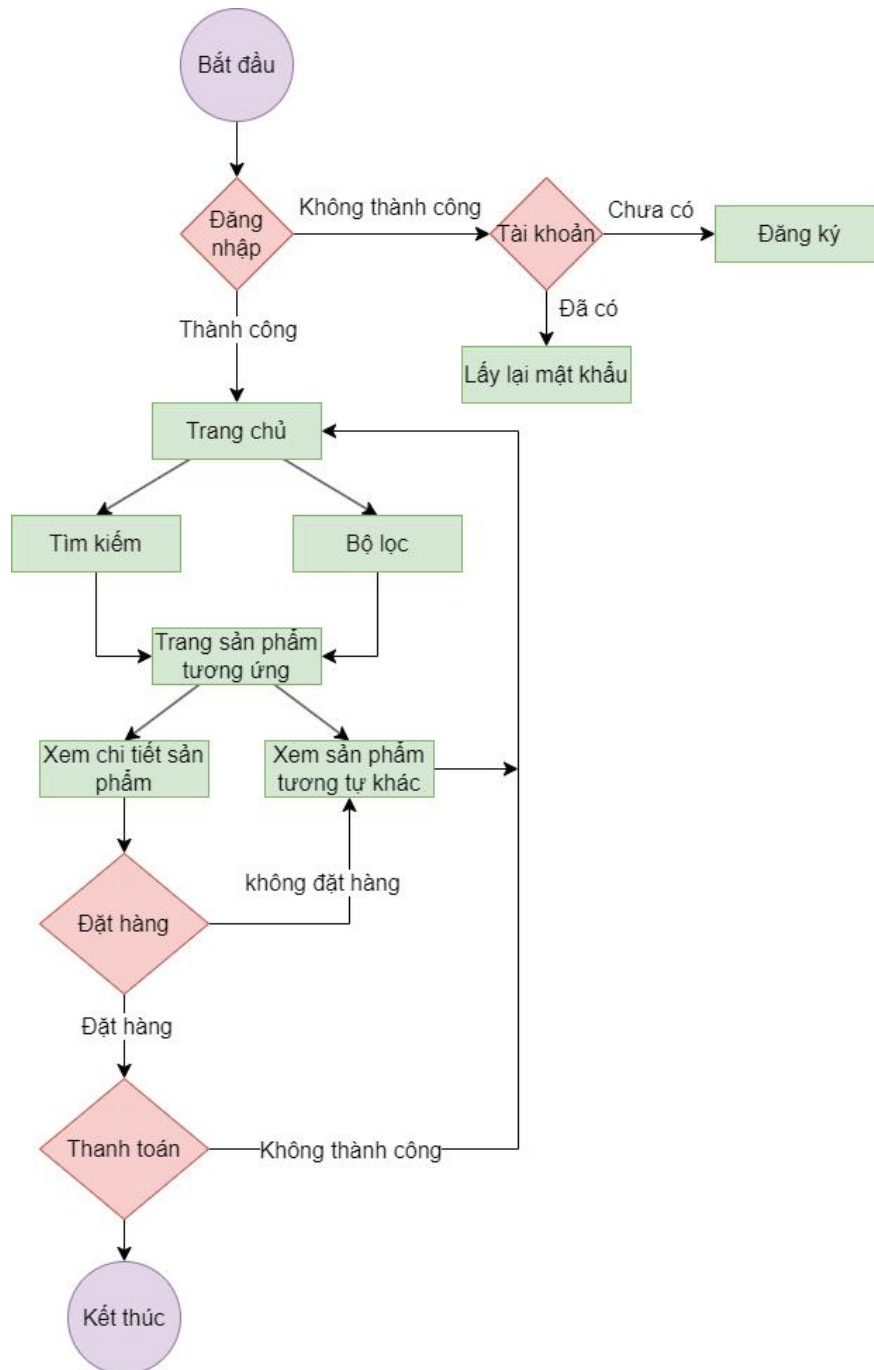 Bắt đầu
Đăng
nhập
Không thành công
Tài khoản
Chưa có
Đăng ký
Thành công
Đã có
Lấy lại mật khẩu
Trang chủ
Tìm kiếm
Bộ lọc
Trang sản phẩm
tương ứng
Xem chi tiết sản
phẩm
Xem sản phẩm
tương tự khác
không đặt hàng
Đặt hàng
Đặt hàng
Thanh toán
Không thành công
Kết thúc